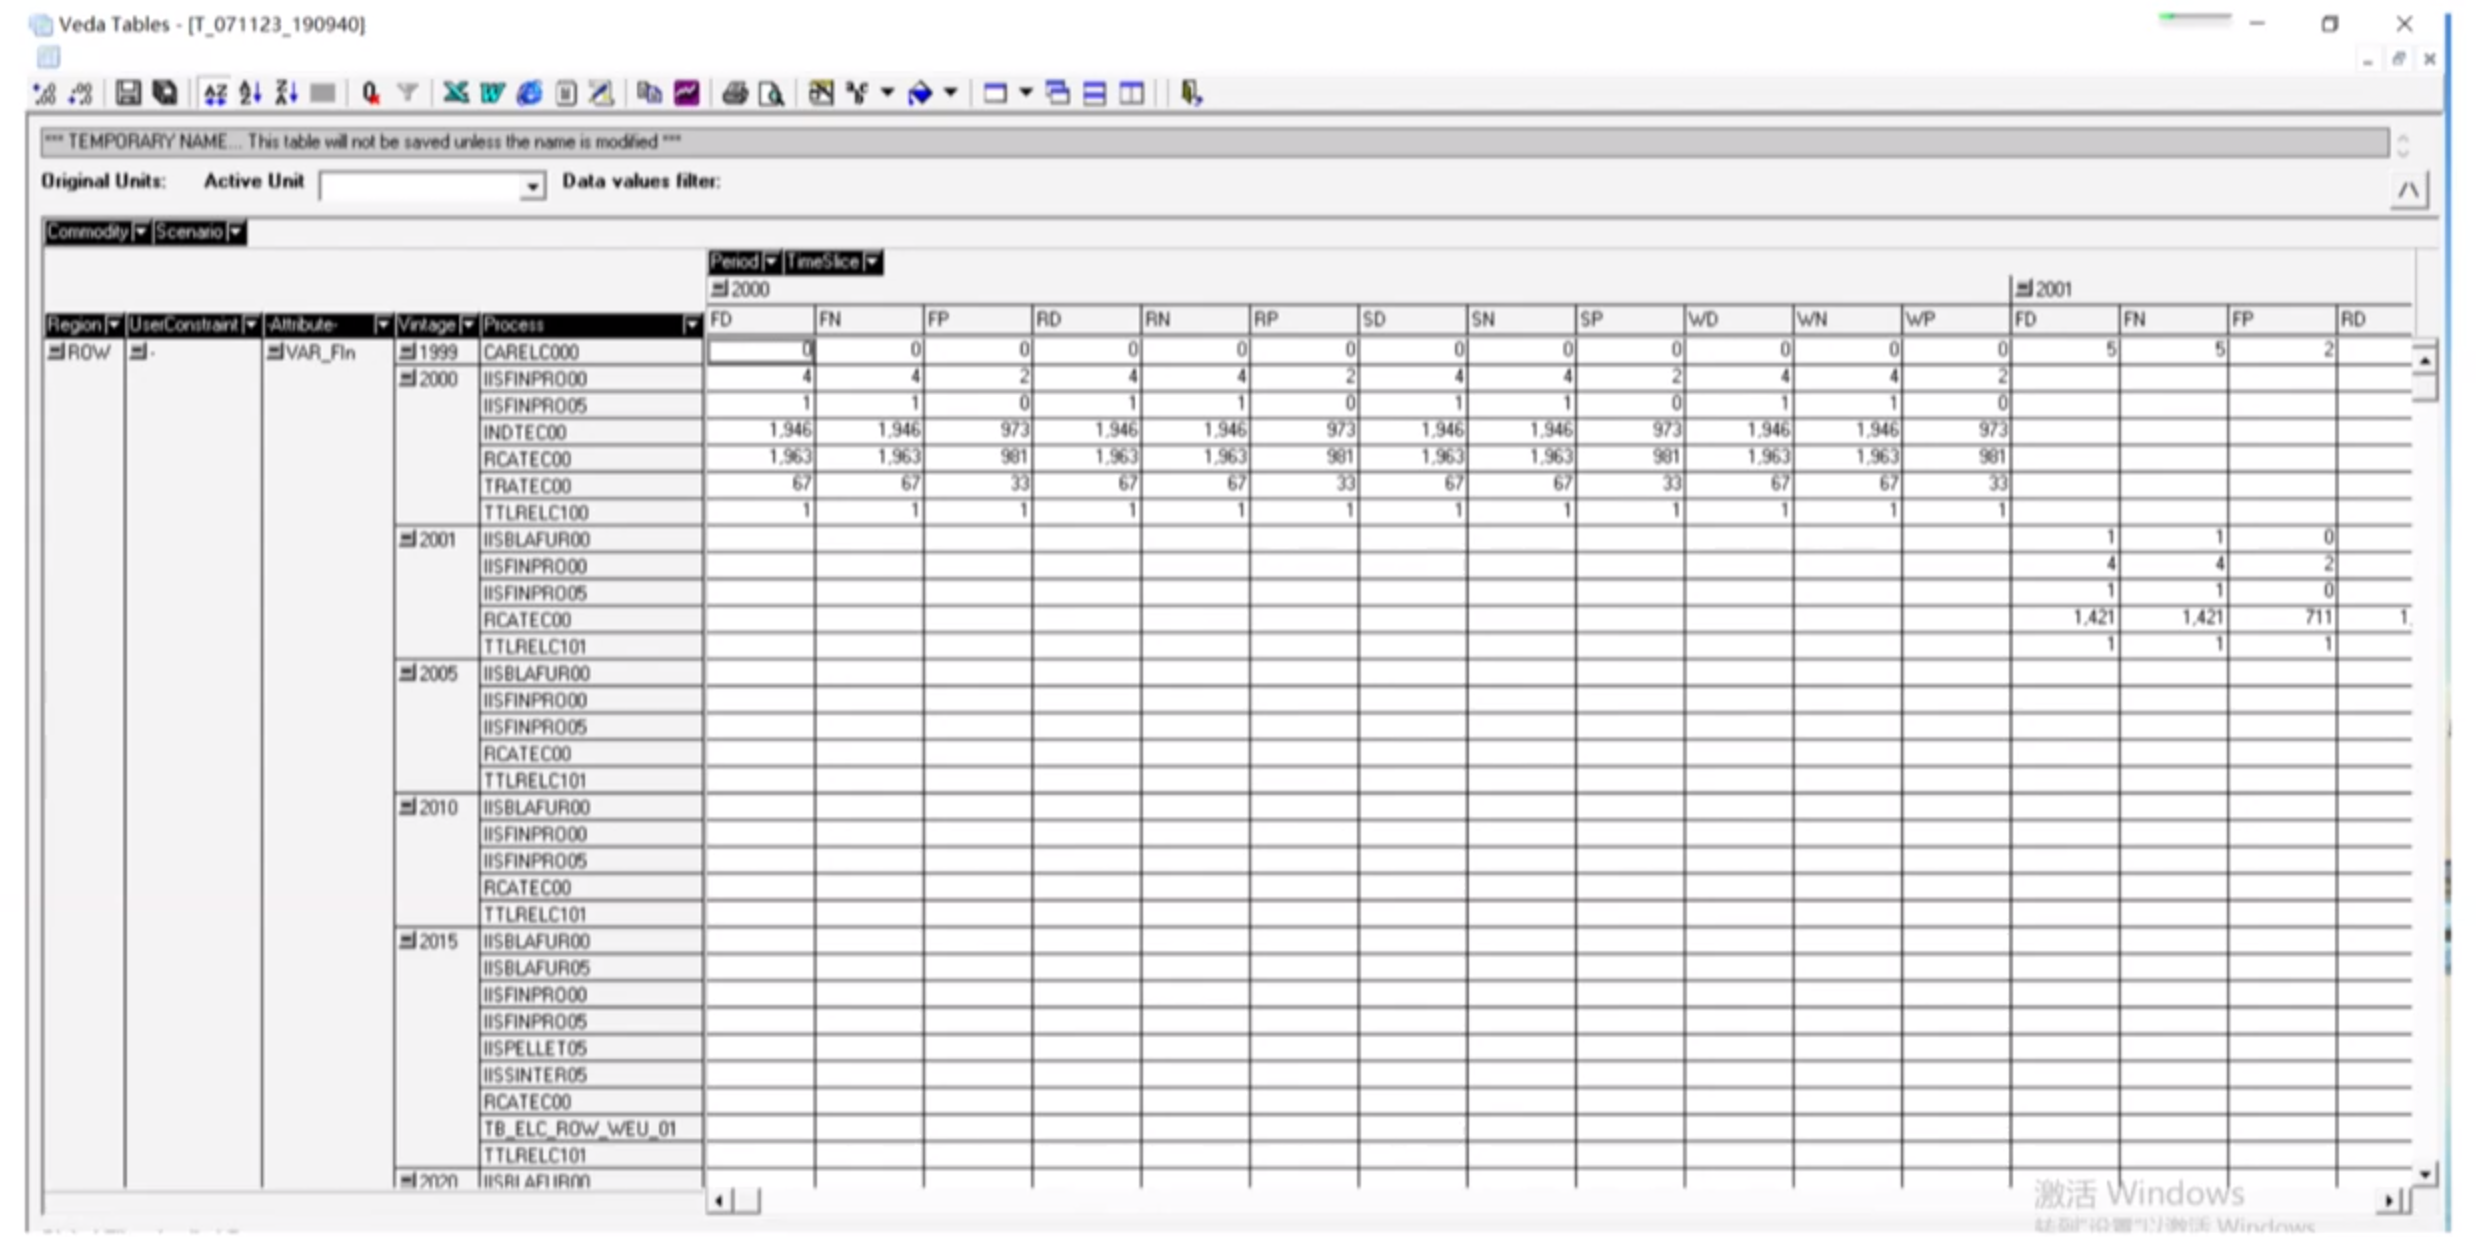 Veda Tables - [T_071123_190940]
*** TEMPORARY NAME... This table will not be saved unless the name is modified ***
Original Units: Active Unit Data values filter:
Commodity Scenario
Period TimeSlice
2000 2001
Region UserConstraint -Attribute- Vintage Process FD FN FP RD RN RP SD SN SP WD WN WP FD FN FP RD
ROW - VAR_FIn 1999 CARELC000 0 0 0 0 0 0 0 0 0 0 0 0 5 5 2
2000 IISFINPRO00 4 4 2 4 4 2 4 4 2 4 4 2
IISFINPRO05 1 1 0 1 1 0 1 1 0 1 1 0
INDTEC00 1,946 1,946 973 1,946 1,946 973 1,946 1,946 973 1,946 1,946 973
RCATEC00 1,963 1,963 981 1,963 1,963 981 1,963 1,963 981 1,963 1,963 981
TRATEC00 67 67 33 67 67 33 67 67 33 67 67 33
TTLRELC100 1 1 1 1 1 1 1 1 1 1 1 1
2001 IISBLAFUR00 1 1 0
IISFINPRO00 4 4 2
IISFINPRO05 1 1 0
RCATEC00 1,421 1,421 711 1,
TTLRELC101 1 1 1
2005 IISBLAFUR00
IISFINPRO00
IISFINPRO05
RCATEC00
TTLRELC101
2010 IISBLAFUR00
IISFINPRO00
IISFINPRO05
RCATEC00
TTLRELC101
2015 IISBLAFUR00
IISBLAFUR05
IISFINPRO00
IISFINPRO05
IISPELLET05
IISSINTER05
RCATEC00
TB_ELC_ROW_WEU_01
TTLRELC101
2020 IISBLAFUR00
激活 Windows
转到"设置"以激活 Windows